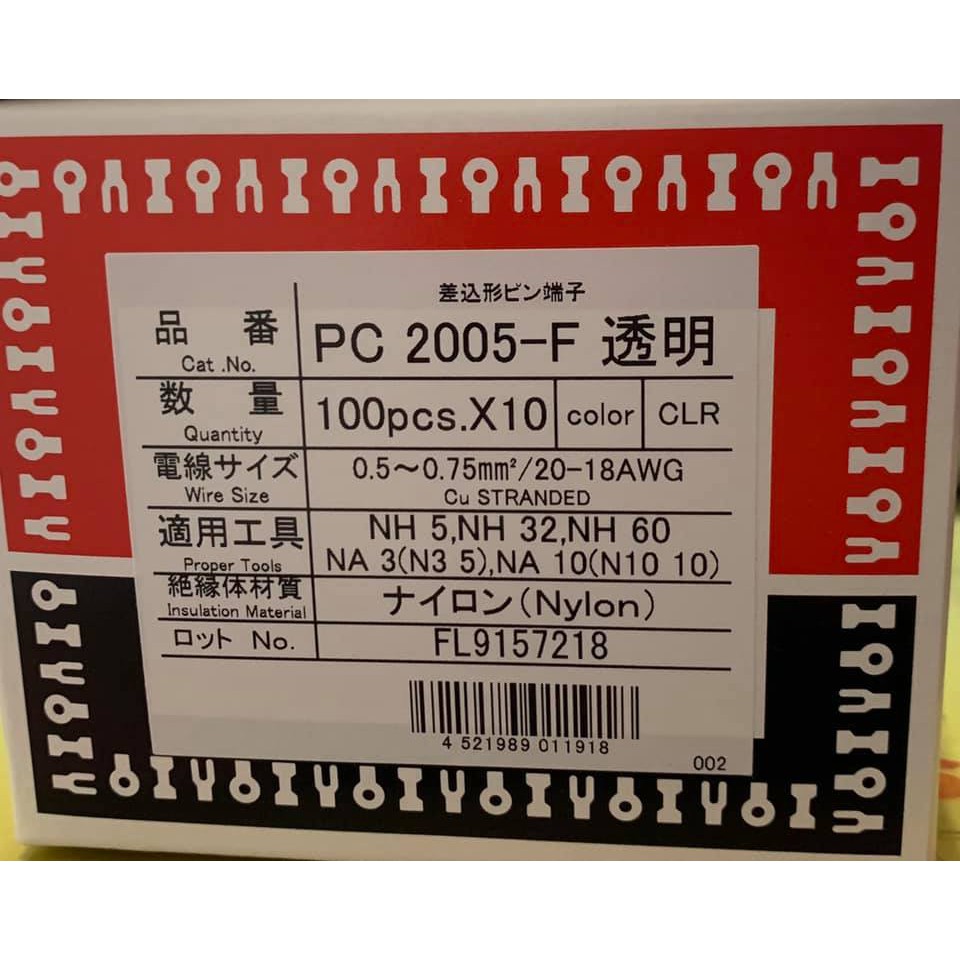 差込形ピン端子
品番 PC 2005-F 透明
Cat .No.
数量 100pcs.X10 color CLR
Quantity
電線サイズ 0.5～0.75mm²/20-18AWG
Wire Size Cu STRANDED
適用工具 NH 5,NH 32,NH 60
Proper Tools NA 3(N3 5),NA 10(N10 10)
絶縁体材質 ナイロン(Nylon)
Insulation Material
ロット No. FL9157218
4 521989 011918
002